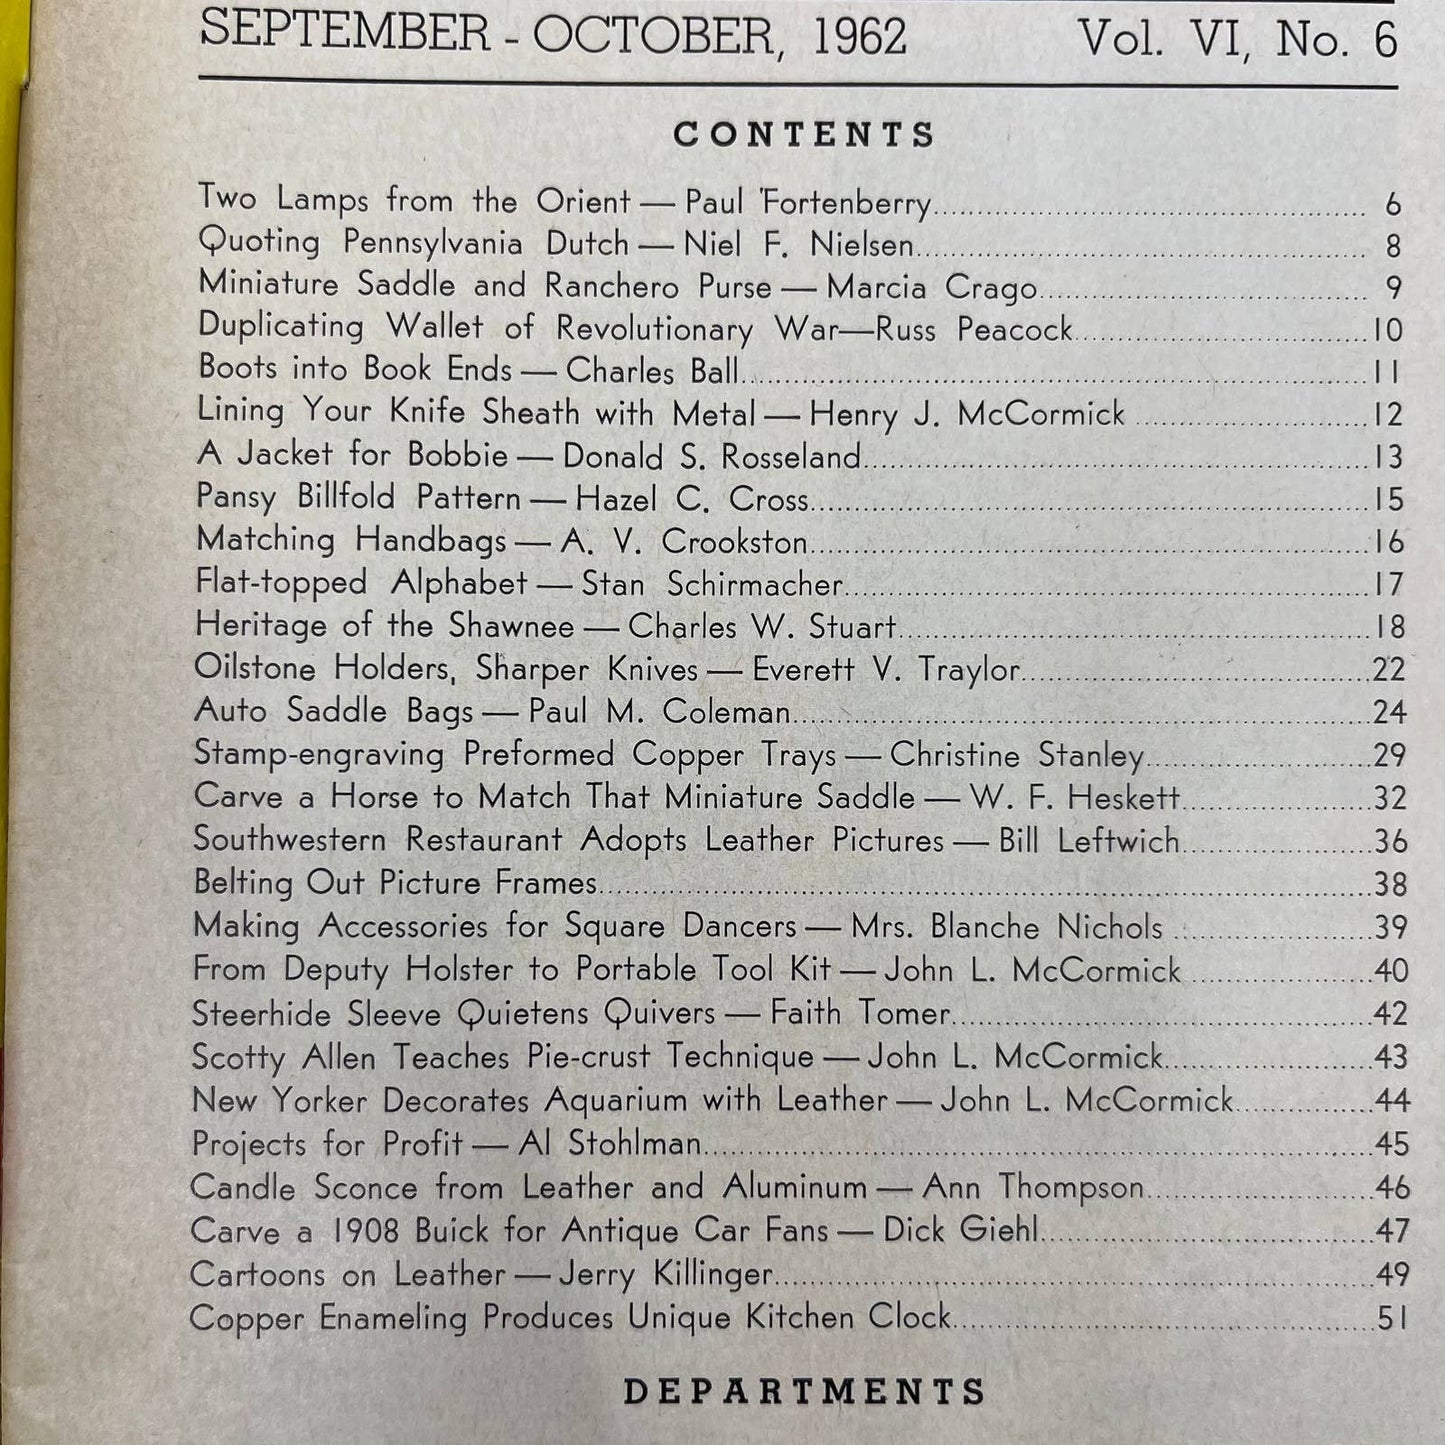 SEPTEMBER - OCTOBER, 1962 Vol. VI, No. 6
CONTENTS
Two Lamps from the Orient — Paul Fortenberry 6
Quoting Pennsylvania Dutch — Niel F. Nielsen 8
Miniature Saddle and Ranchero Purse — Marcia Crago 9
Duplicating Wallet of Revolutionary War—Russ Peacock 10
Boots into Book Ends — Charles Ball 11
Lining Your Knife Sheath with Metal — Henry J. McCormick 12
A Jacket for Bobbie — Donald S. Rosseland 13
Pansy Billfold Pattern — Hazel C. Cross 15
Matching Handbags — A. V. Crookston 16
Flat-topped Alphabet — Stan Schirmacher 17
Heritage of the Shawnee — Charles W. Stuart 18
Oilstone Holders, Sharper Knives — Everett V. Traylor 22
Auto Saddle Bags — Paul M. Coleman 24
Stamp-engraving Preformed Copper Trays — Christine Stanley 29
Carve a Horse to Match That Miniature Saddle — W. F. Heskett 32
Southwestern Restaurant Adopts Leather Pictures — Bill Leftwich 36
Belting Out Picture Frames 38
Making Accessories for Square Dancers — Mrs. Blanche Nichols 39
From Deputy Holster to Portable Tool Kit — John L. McCormick 40
Steerhide Sleeve Quietens Quivers — Faith Tomer 42
Scotty Allen Teaches Pie-crust Technique — John L. McCormick 43
New Yorker Decorates Aquarium with Leather — John L. McCormick 44
Projects for Profit — Al Stohlman 45
Candle Sconce from Leather and Aluminum — Ann Thompson 46
Carve a 1908 Buick for Antique Car Fans — Dick Giehl 47
Cartoons on Leather — Jerry Killinger 49
Copper Enameling Produces Unique Kitchen Clock 51
DEPARTMENTS